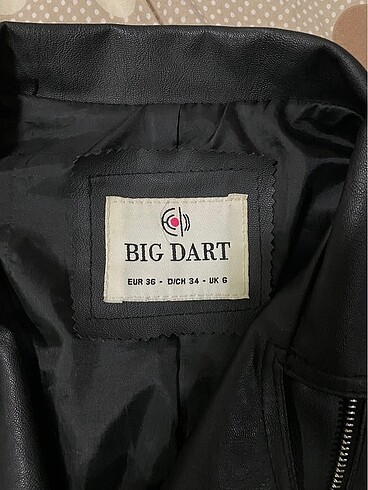 BIG DART
EUR 36 - D/CH 34 - UK 6